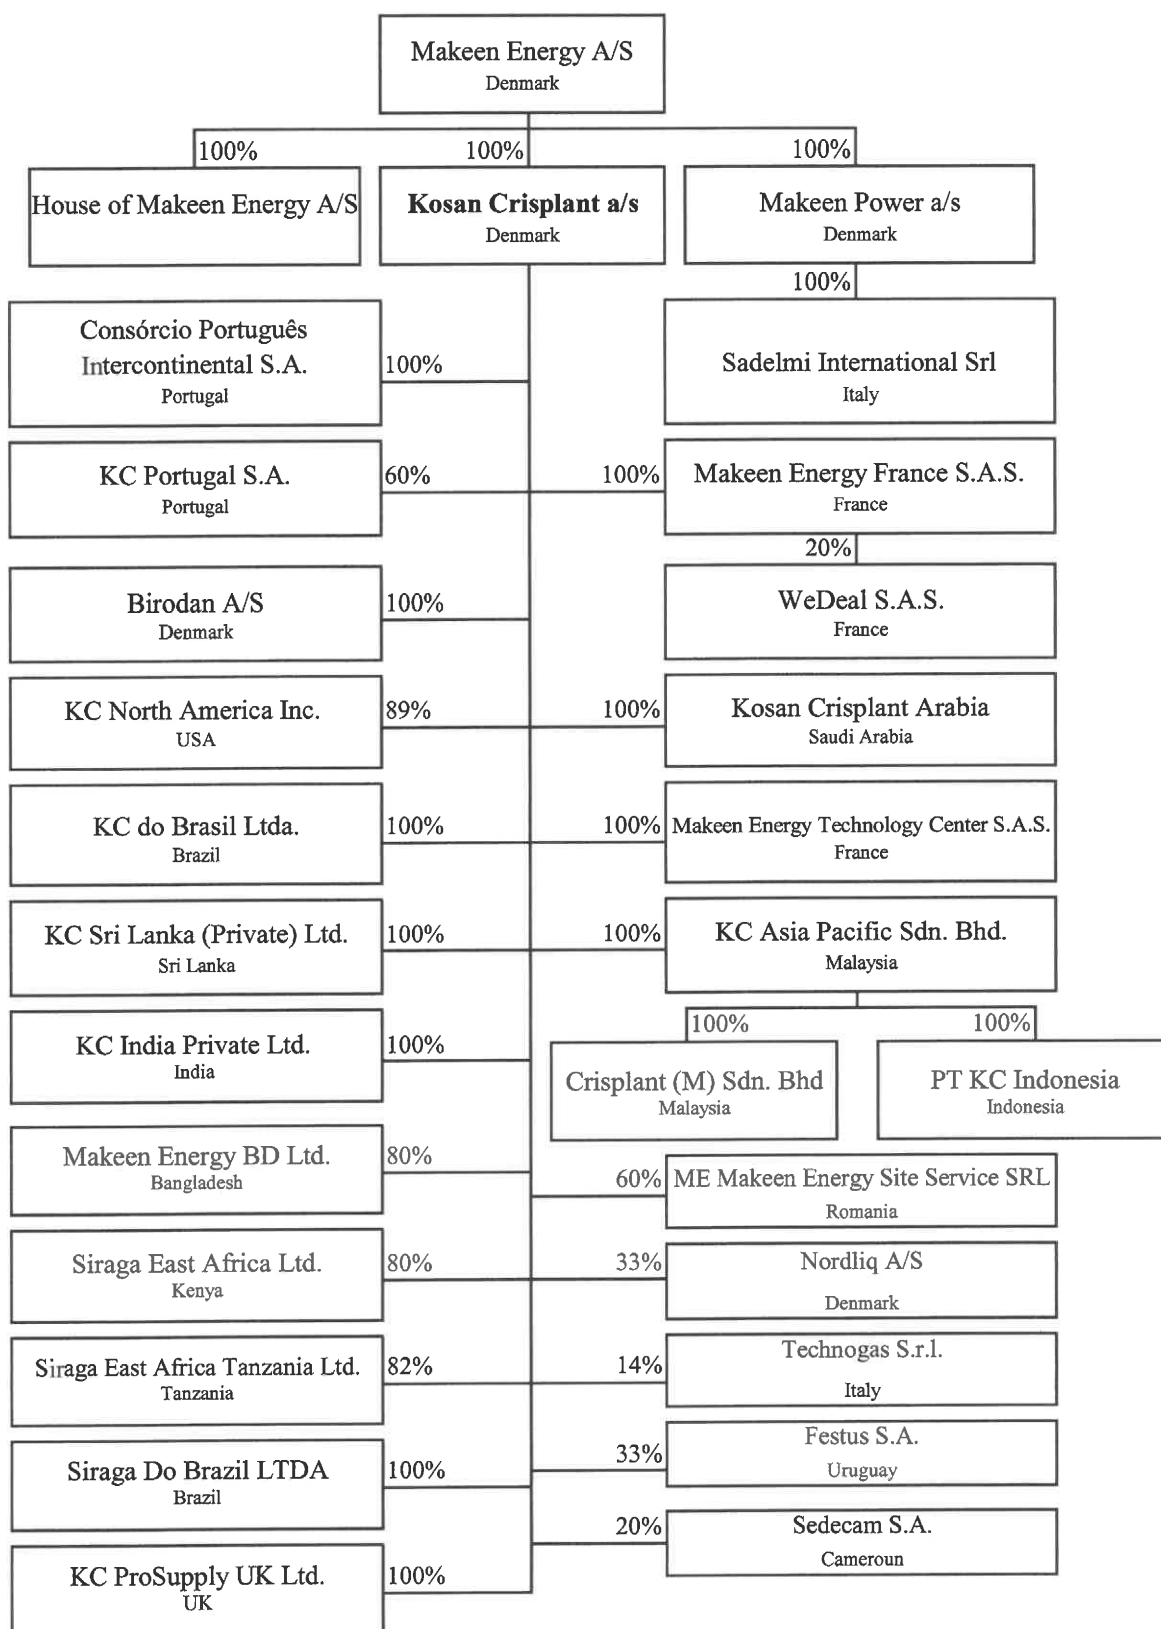 Makeen Energy A/S
Denmark
100%
100%
100%
House of Makeen Energy A/S
Kosan Crisplant a/s
Denmark
Makeen Power a/s
Denmark
100%
Consórcio Português
Intercontinental S.A.
Portugal
100%
Sadelmi International Srl
Italy
KC Portugal S.A.
Portugal
60%
100%
Makeen Energy France S.A.S.
France
20%
Birodan A/S
Denmark
100%
WeDeal S.A.S.
France
KC North America Inc.
USA
89%
100%
Kosan Crisplant Arabia
Saudi Arabia
KC do Brasil Ltda.
Brazil
100%
100%
Makeen Energy Technology Center S.A.S.
France
KC Sri Lanka (Private) Ltd.
Sri Lanka
100%
100%
KC Asia Pacific Sdn. Bhd.
Malaysia
KC India Private Ltd.
India
100%
100%
100%
Crisplant (M) Sdn. Bhd
Malaysia
PT KC Indonesia
Indonesia
Makeen Energy BD Ltd.
Bangladesh
80%
60%
ME Makeen Energy Site Service SRL
Romania
Siraga East Africa Ltd.
Kenya
80%
33%
Nordliq A/S
Denmark
Siraga East Africa Tanzania Ltd.
Tanzania
82%
14%
Technogas S.r.l.
Italy
Siraga Do Brazil LTDA
Brazil
100%
33%
Festus S.A.
Uruguay
20%
Sedecam S.A.
Cameroun
KC ProSupply UK Ltd.
UK
100%